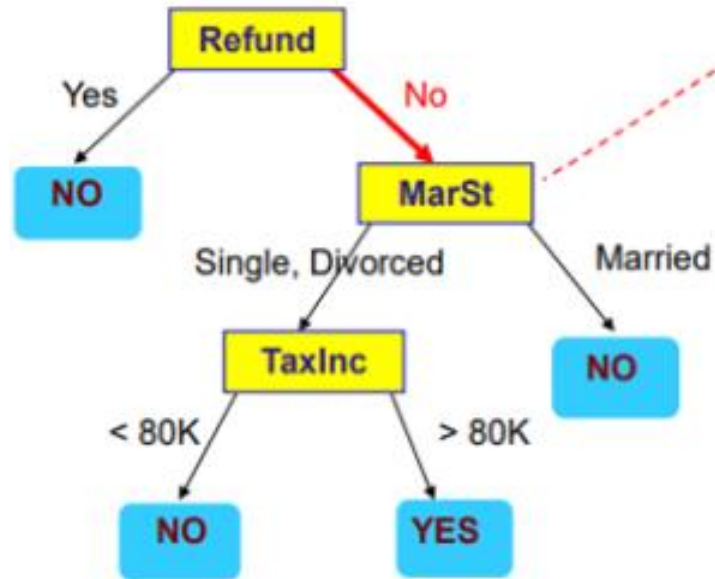 Refund
Yes
No
NO
MarSt
Single, Divorced
Married
TaxInc
NO
< 80K
> 80K
NO
YES